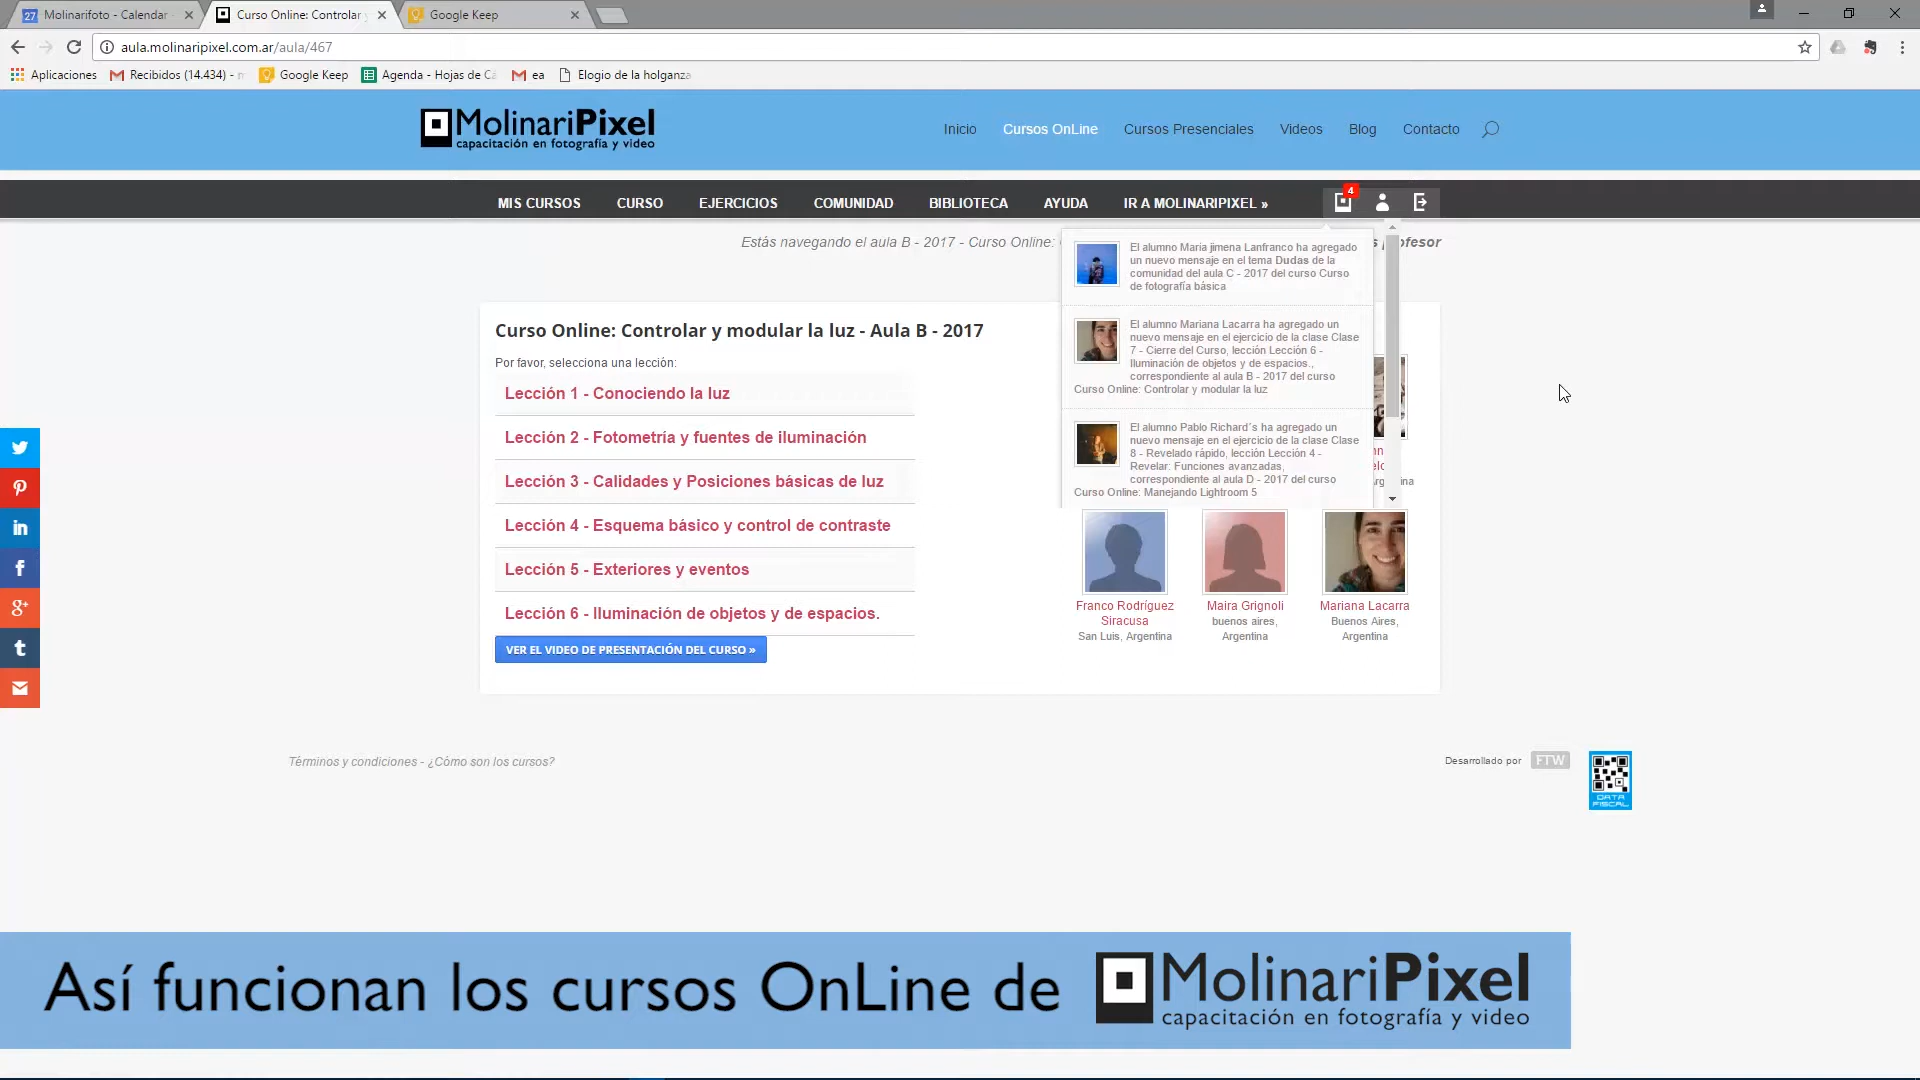 27 Molinarifoto - Calendar
Curso Online: Controlar y
Google Keep
aula.molinaripixel.com.ar/aula/467
Aplicaciones
Recibidos (14.434) -
Google Keep
Agenda - Hojas de
ea
Elogio de la holganza
MolinariPixel
capacitación en fotografía y video
Inicio
Cursos OnLine
Cursos Presenciales
Videos
Blog
Contacto
MIS CURSOS
CURSO
EJERCICIOS
COMUNIDAD
BIBLIOTECA
AYUDA
IR A MOLINARIPIXEL »
4
Estás navegando el aula B - 2017 - Curso Online:
El alumno Maria jimena Lanfranco ha agregado
un nuevo mensaje en el tema Dudas de la
comunidad del aula C - 2017 del curso Curso
de fotografía básica
El alumno Mariana Lacarra ha agregado un
nuevo mensaje en el ejercicio de la clase Clase
7 - Cierre del Curso, lección Lección 6 -
Iluminación de objetos y de espacios.,
correspondiente al aula B - 2017 del curso
Curso Online: Controlar y modular la luz
El alumno Pablo Richard´s ha agregado un
nuevo mensaje en el ejercicio de la clase Clase
8 - Revelado rápido, lección Lección 4 -
Revelar: Funciones avanzadas,
correspondiente al aula D - 2017 del curso
Curso Online: Manejando Lightroom 5
Curso Online: Controlar y modular la luz - Aula B - 2017
Por favor, selecciona una lección:
Lección 1 - Conociendo la luz
Lección 2 - Fotometría y fuentes de iluminación
Lección 3 - Calidades y Posiciones básicas de luz
Lección 4 - Esquema básico y control de contraste
Lección 5 - Exteriores y eventos
Lección 6 - Iluminación de objetos y de espacios.
VER EL VIDEO DE PRESENTACIÓN DEL CURSO »
Franco Rodríguez
Siracusa
San Luis, Argentina
Maira Grignoli
buenos aires,
Argentina
Mariana Lacarra
Buenos Aires,
Argentina
Términos y condiciones - ¿Cómo son los cursos?
Desarrollado por FTW
DATA
FISCAL
Así funcionan los cursos OnLine de
MolinariPixel
capacitación en fotografía y video